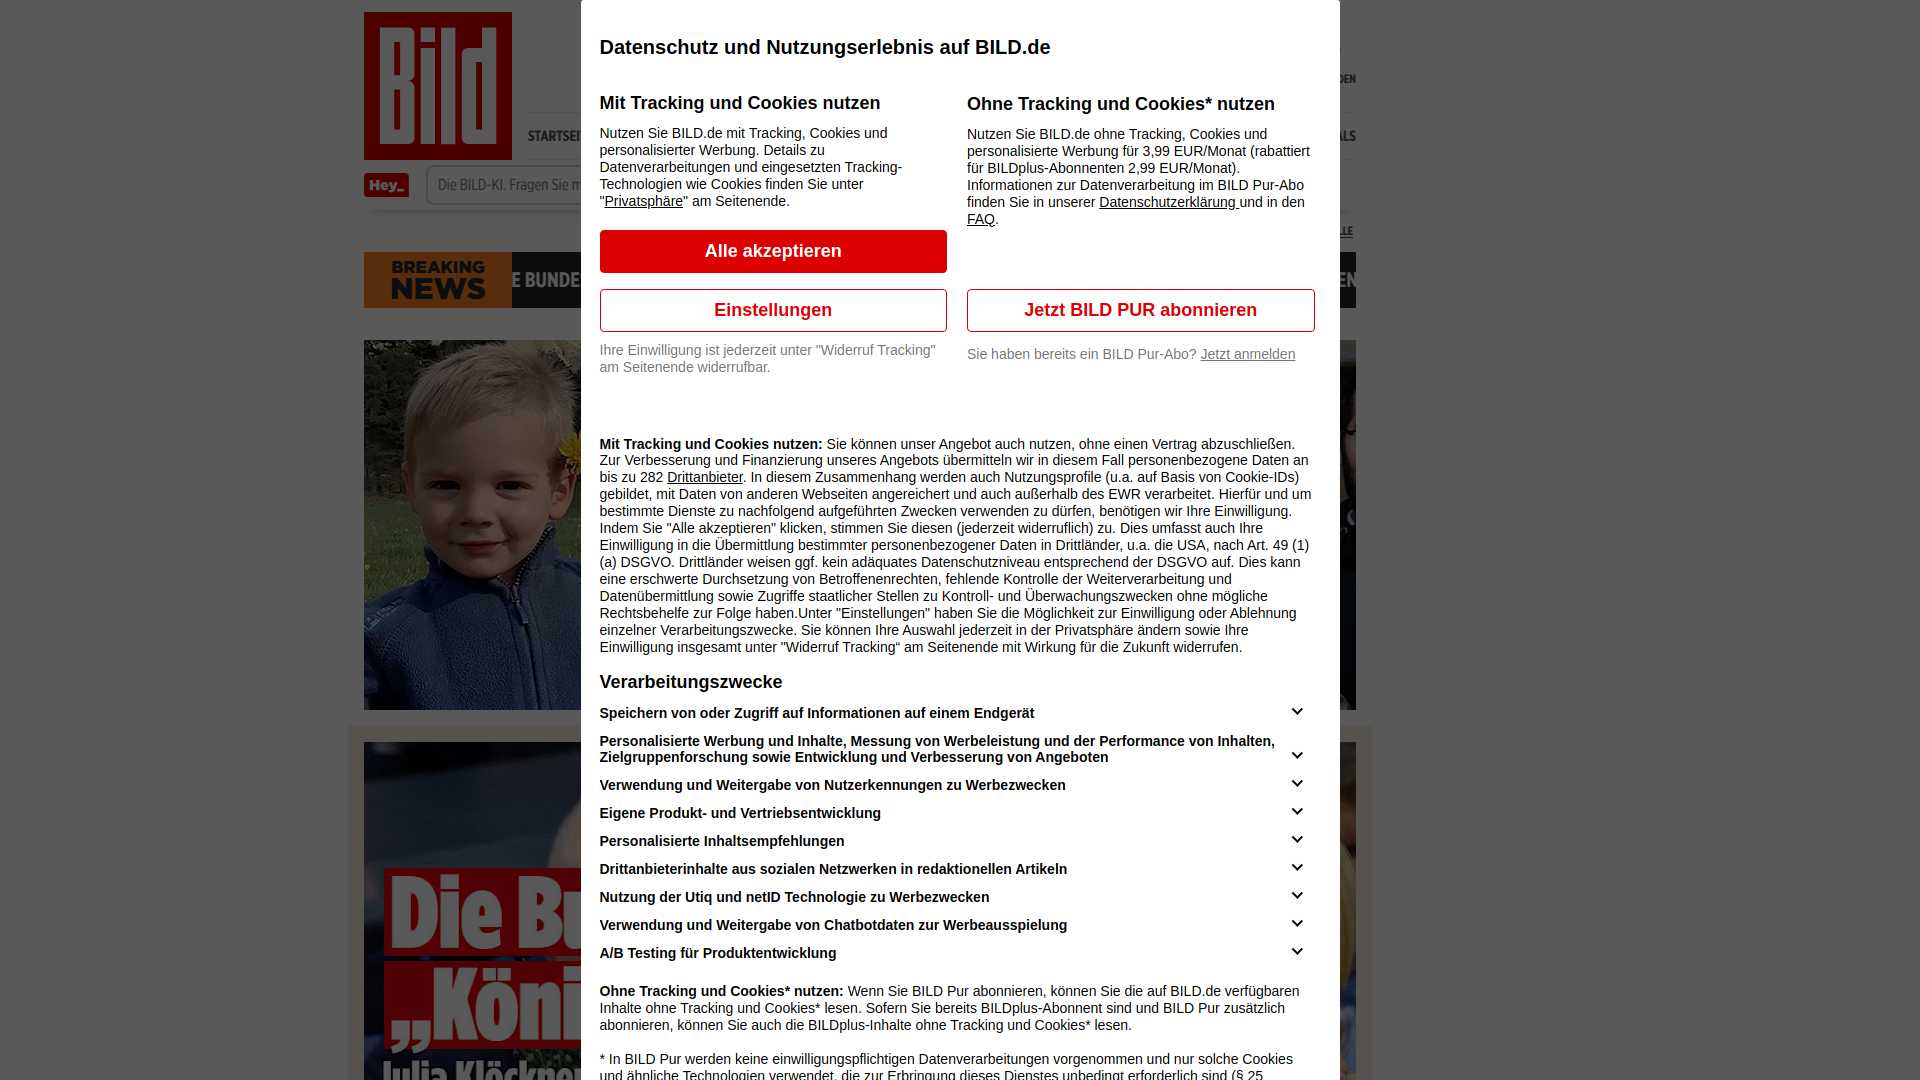 Bild
Datenschutz und Nutzungserlebnis auf BILD.de
Mit Tracking und Cookies nutzen
Nutzen Sie BILD.de mit Tracking, Cookies und
personalisierter Werbung. Details zu
Datenverarbeitungen und eingesetzten Tracking-
Technologien wie Cookies finden Sie unter
"Privatsphäre" am Seitenende.
Alle akzeptieren
Einstellungen
Ihre Einwilligung ist jederzeit unter "Widerruf Tracking"
am Seitenende widerrufbar.
Ohne Tracking und Cookies* nutzen
Nutzen Sie BILD.de ohne Tracking, Cookies und
personalisierte Werbung für 3,99 EUR/Monat (rabattiert
für BILDplus-Abonnenten 2,99 EUR/Monat).
Informationen zur Datenverarbeitung im BILD Pur-Abo
finden Sie in unserer Datenschutzerklärung und in den
FAQ.
Jetzt BILD PUR abonnieren
Sie haben bereits ein BILD Pur-Abo? Jetzt anmelden
Hey_
Die BILD-KI. Fragen Sie
BREAKING
NEWS
Mit Tracking und Cookies nutzen: Sie können unser Angebot auch nutzen, ohne einen Vertrag abzuschließen.
Zur Verbesserung und Finanzierung unseres Angebots übermitteln wir in diesem Fall personenbezogene Daten an
bis zu 282 Drittanbieter. In diesem Zusammenhang werden auch Nutzungsprofile (u.a. auf Basis von Cookie-IDs)
gebildet, mit Daten von anderen Webseiten angereichert und auch außerhalb des EWR verarbeitet. Hierfür und um
bestimmte Dienste zu nachfolgend aufgeführten Zwecken verwenden zu dürfen, benötigen wir Ihre Einwilligung.
Indem Sie "Alle akzeptieren" klicken, stimmen Sie diesen (jederzeit widerruflich) zu. Dies umfasst auch Ihre
Einwilligung in die Übermittlung bestimmter personenbezogener Daten in Drittländer, u.a. die USA, nach Art. 49 (1)
(a) DSGVO. Drittländer weisen ggf. kein adäquates Datenschutzniveau entsprechend der DSGVO auf. Dies kann
eine erschwerte Durchsetzung von Betroffenenrechten, fehlende Kontrolle der Weiterverarbeitung und
Datenübermittlung sowie Zugriffe staatlicher Stellen zu Kontroll- und Überwachungszwecken ohne mögliche
Rechtsbehelfe zur Folge haben.Unter "Einstellungen" haben Sie die Möglichkeit zur Einwilligung oder Ablehnung
einzelner Verarbeitungszwecke. Sie können Ihre Auswahl jederzeit in der Privatsphäre ändern sowie Ihre
Einwilligung insgesamt unter "Widerruf Tracking“ am Seitenende mit Wirkung für die Zukunft widerrufen.
Verarbeitungszwecke
Speichern von oder Zugriff auf Informationen auf einem Endgerät
Personalisierte Werbung und Inhalte, Messung von Werbeleistung und der Performance von Inhalten,
Zielgruppenforschung sowie Entwicklung und Verbesserung von Angeboten
Verwendung und Weitergabe von Nutzerkennungen zu Werbezwecken
Eigene Produkt- und Vertriebsentwicklung
Personalisierte Inhaltsempfehlungen
Drittanbieterinhalte aus sozialen Netzwerken in redaktionellen Artikeln
Nutzung der Utiq und netID Technologie zu Werbezwecken
Verwendung und Weitergabe von Chatbotdaten zur Werbeausspielung
A/B Testing für Produktentwicklung
Ohne Tracking und Cookies* nutzen: Wenn Sie BILD Pur abonnieren, können Sie die auf BILD.de verfügbaren
Inhalte ohne Tracking und Cookies* lesen. Sofern Sie bereits BILDplus-Abonnent sind und BILD Pur zusätzlich
abonnieren, können Sie auch die BILDplus-Inhalte ohne Tracking und Cookies* lesen.
* In BILD Pur werden keine einwilligungspflichtigen Datenverarbeitungen vorgenommen und nur solche Cookies
und ähnliche Technologien verwendet, die zur Erbringung dieses Dienstes unbedingt erforderlich sind (§ 25
Die
Julia